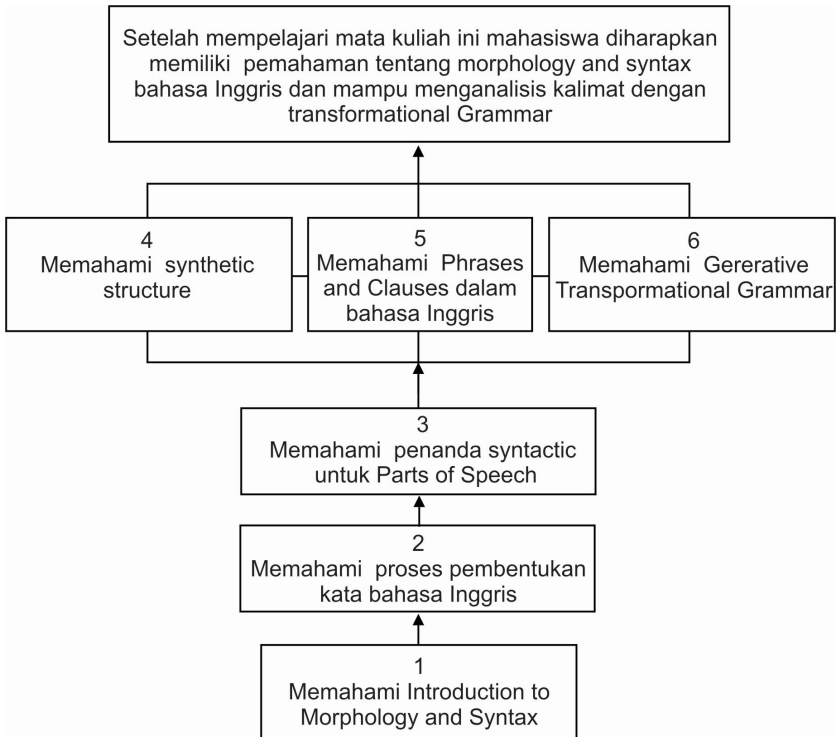 Setelah mempelajari mata kuliah ini mahasiswa diharapkan
memiliki pemahaman tentang morphology and syntax
bahasa Inggris dan mampu menganalisis kalimat dengan
transformational Grammar
4
Memahami synthetic
structure
5
Memahami Phrases
and Clauses dalam
bahasa Inggris
6
Memahami Gererative
Transpormational Grammar
3
Memahami penanda syntactic
untuk Parts of Speech
2
Memahami proses pembentukan
kata bahasa Inggris
1
Memahami Introduction to
Morphology and Syntax